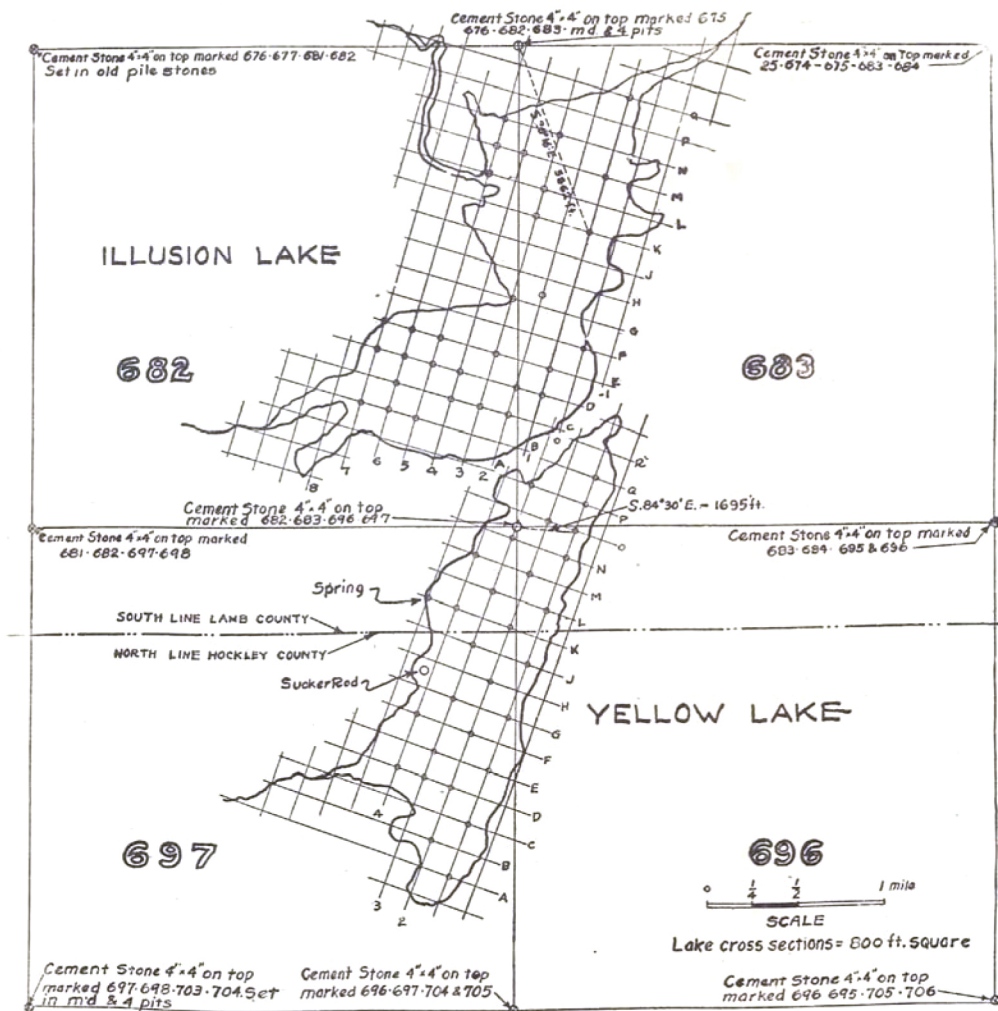 Cement Stone 4"x4" on top marked 675
676-682-683- md & 4 pits
Cement Stone 4"x4" on top marked 676-677-681-682
Set in old pile stones
Cement Stone 4"x4" on Top marked
25-674-675-683-684
Q
P
N
M
L
K
J
H
G
F
E
-1
D
C
O
B
1
A
2
3
4
5
6
7
8
ILLUSION LAKE
682
683
Cement Stone 4"x4" on top
marked 682-683-696 697
S.84°30'E. - 1695 ft.
R'
Q
P
O
N
M
L
K
J
H
G
F
E
D
C
B
A
4
3
2
Cement Stone 4"x4" on top marked
681-682-697-698
Cement Stone 4"x4" on top marked
683-684- 695 & 696
Spring
SOUTH LINE LAMB COUNTY
NORTH LINE HOCKLEY COUNTY
Sucker Rod
YELLOW LAKE
697
696
0 1/4 1/2 1 mile
SCALE
Lake cross sections = 800 ft. square
Cement Stone 4"x4" on top
marked 697-698-703-704. Set
in m'd & 4 pits
Cement Stone 4"x4" on top
marked 696-697-704 & 705
Cement Stone 4"x4" on top
marked 696 695-705-706